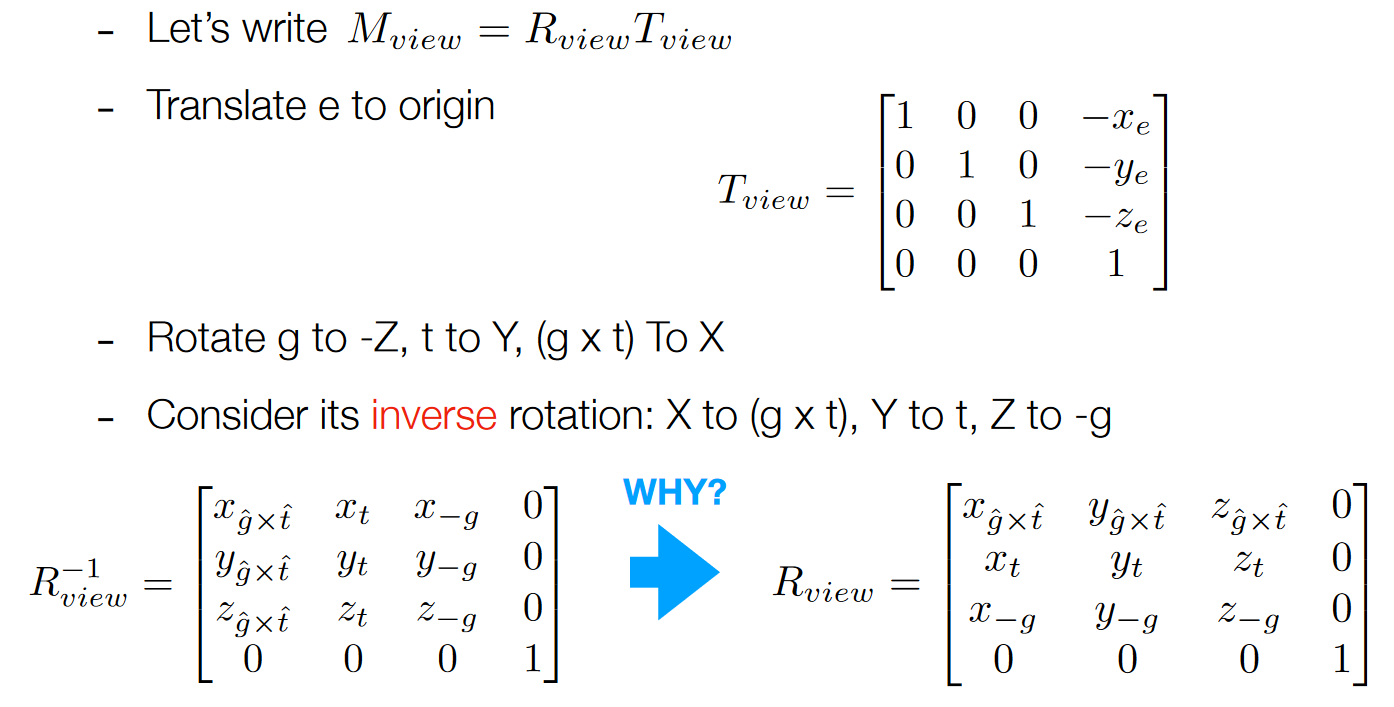 - Let's write $M_{view} = R_{view}T_{view}$
- Translate e to origin
$T_{view} = \begin{bmatrix} 1 & 0 & 0 & -x_e \\ 0 & 1 & 0 & -y_e \\ 0 & 0 & 1 & -z_e \\ 0 & 0 & 0 & 1 \end{bmatrix}$
- Rotate g to -Z, t to Y, (g x t) To X
- Consider its inverse rotation: X to (g x t), Y to t, Z to -g
$R_{view}^{-1} = \begin{bmatrix} x_{\hat{g}\times\hat{t}} & x_t & x_{-g} & 0 \\ y_{\hat{g}\times\hat{t}} & y_t & y_{-g} & 0 \\ z_{\hat{g}\times\hat{t}} & z_t & z_{-g} & 0 \\ 0 & 0 & 0 & 1 \end{bmatrix}$
WHY?
$R_{view} = \begin{bmatrix} x_{\hat{g}\times\hat{t}} & y_{\hat{g}\times\hat{t}} & z_{\hat{g}\times\hat{t}} & 0 \\ x_t & y_t & z_t & 0 \\ x_{-g} & y_{-g} & z_{-g} & 0 \\ 0 & 0 & 0 & 1 \end{bmatrix}$